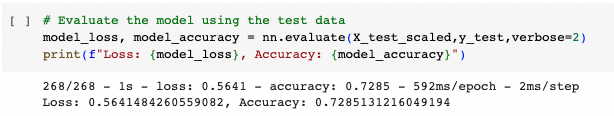 [ ] # Evaluate the model using the test data
model_loss, model_accuracy = nn.evaluate(X_test_scaled,y_test,verbose=2)
print(f"Loss: {model_loss}, Accuracy: {model_accuracy}")
268/268 - 1s - loss: 0.5641 - accuracy: 0.7285 - 592ms/epoch - 2ms/step
Loss: 0.5641484260559082, Accuracy: 0.7285131216049194